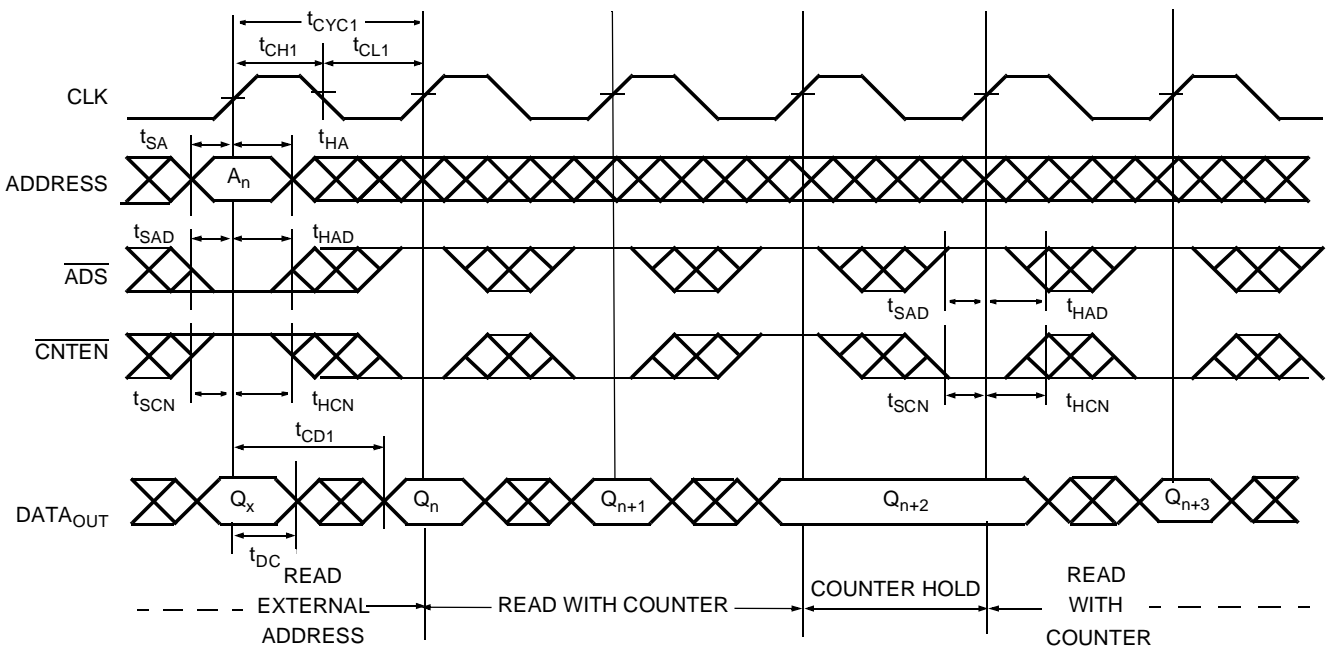 tCYC1
tCH1 tCL1
CLK
tSA tHA
ADDRESS An
tSAD tHAD
ADS
tSAD tHAD
CNTEN
tSCN tHCN tSCN tHCN
tCD1
DATAOUT Qx Qn Qn+1 Qn+2 Qn+3
tDC
READ
EXTERNAL
ADDRESS
READ WITH COUNTER
COUNTER HOLD
READ
WITH
COUNTER